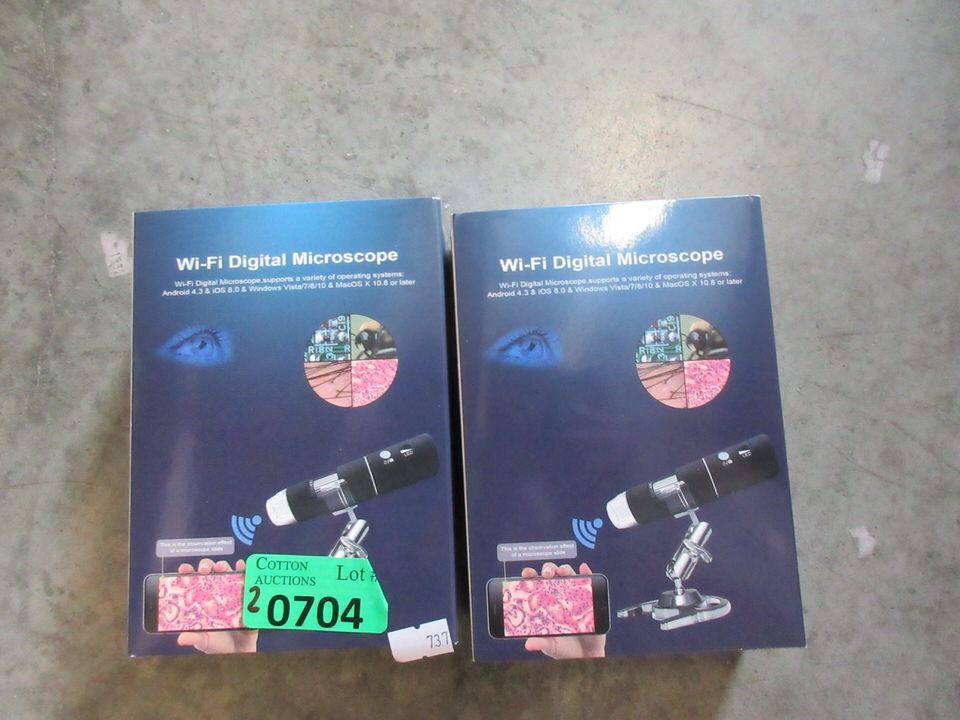 Wi-Fi Digital Microscope
Wi-Fi Digital Microscope,supports a variety of operating systems:
Android 4.3 & iOS 8.0 & Windows Vista/7/8/10 & MacOS X 10.8 or later
This is the observation effect
of a microscope slide
COTTON
AUCTIONS
Lot #
2 0704
737
Wi-Fi Digital Microscope
Wi-Fi Digital Microscope,supports a variety of operating systems:
Android 4.3 & iOS 8.0 & Windows Vista/7/8/10 & MacOS X 10.8 or later
LED
This is the observation effect
of a microscope slide